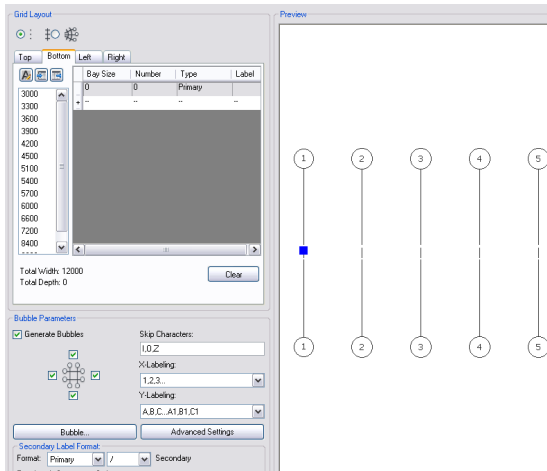 Grid Layout
Top Bottom Left Right
Bay Size Number Type Label
0 0 Primary
+ -- -- -- --
3000
3300
3600
3900
4200
4500
5100
5400
5700
6000
6600
7200
8400
Total Width: 12000
Total Depth: 0
Clear
Bubble Parameters
Generate Bubbles
Skip Characters:
I,O,Z
X-Labeling:
1,2,3...
Y-Labeling:
A,B,C...A1,B1,C1
Bubble... Advanced Settings
Secondary Label Format:
Format: Primary / Secondary
Preview
1 2 3 4 5
1 2 3 4 5